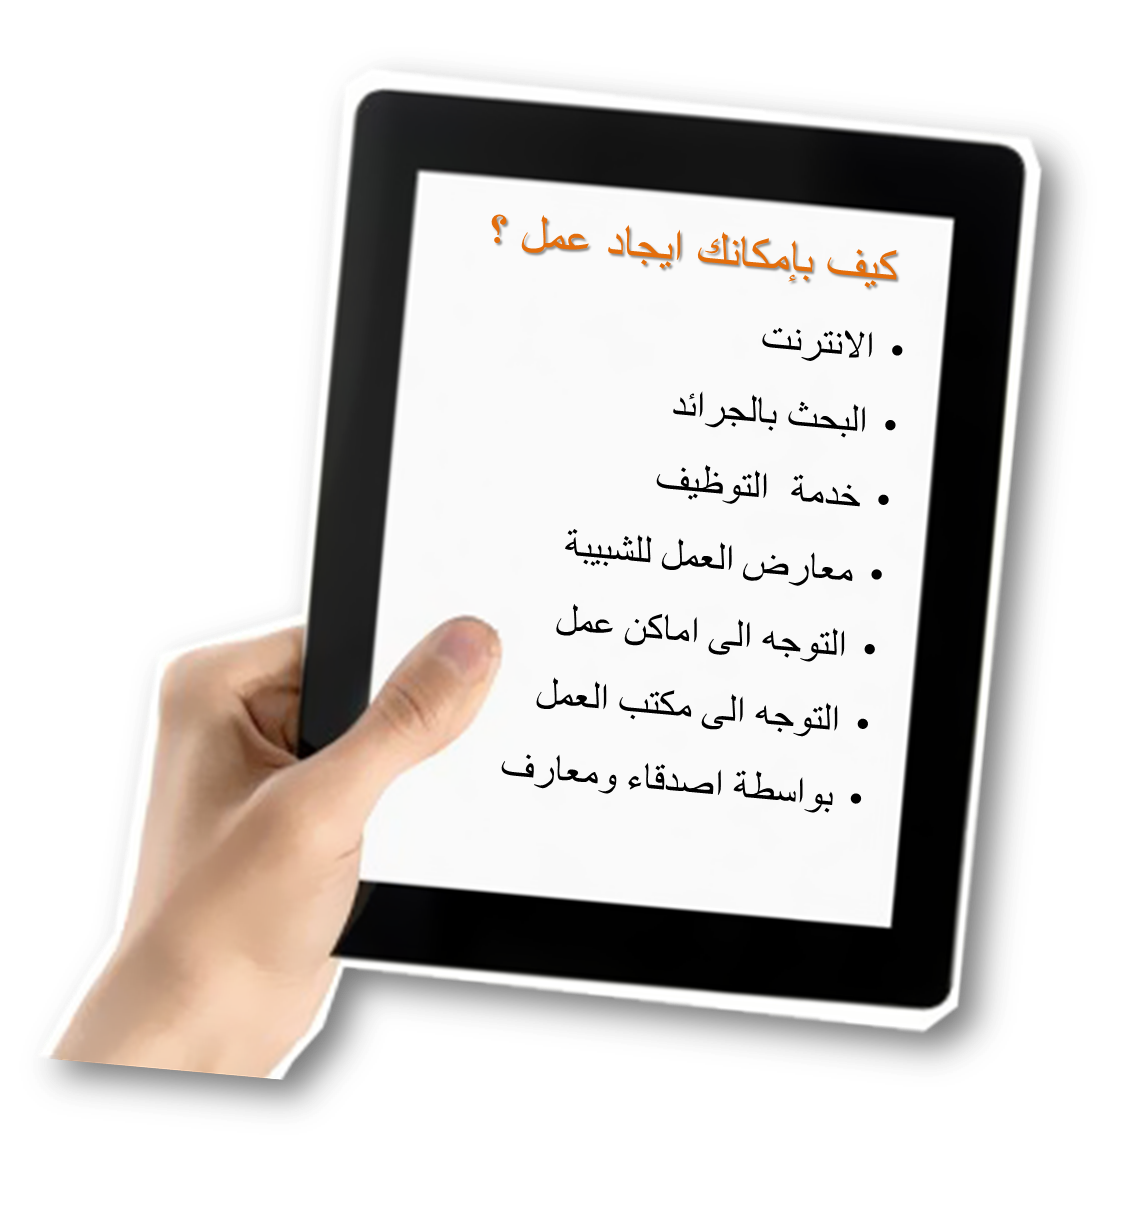 كيف بإمكانك ايجاد عمل ؟
• الانترنت
• البحث بالجرائد
• خدمة التوظيف
• معارض العمل للشبيبة
• التوجه الى اماكن عمل
• التوجه الى مكتب العمل
• بواسطة اصدقاء ومعارف